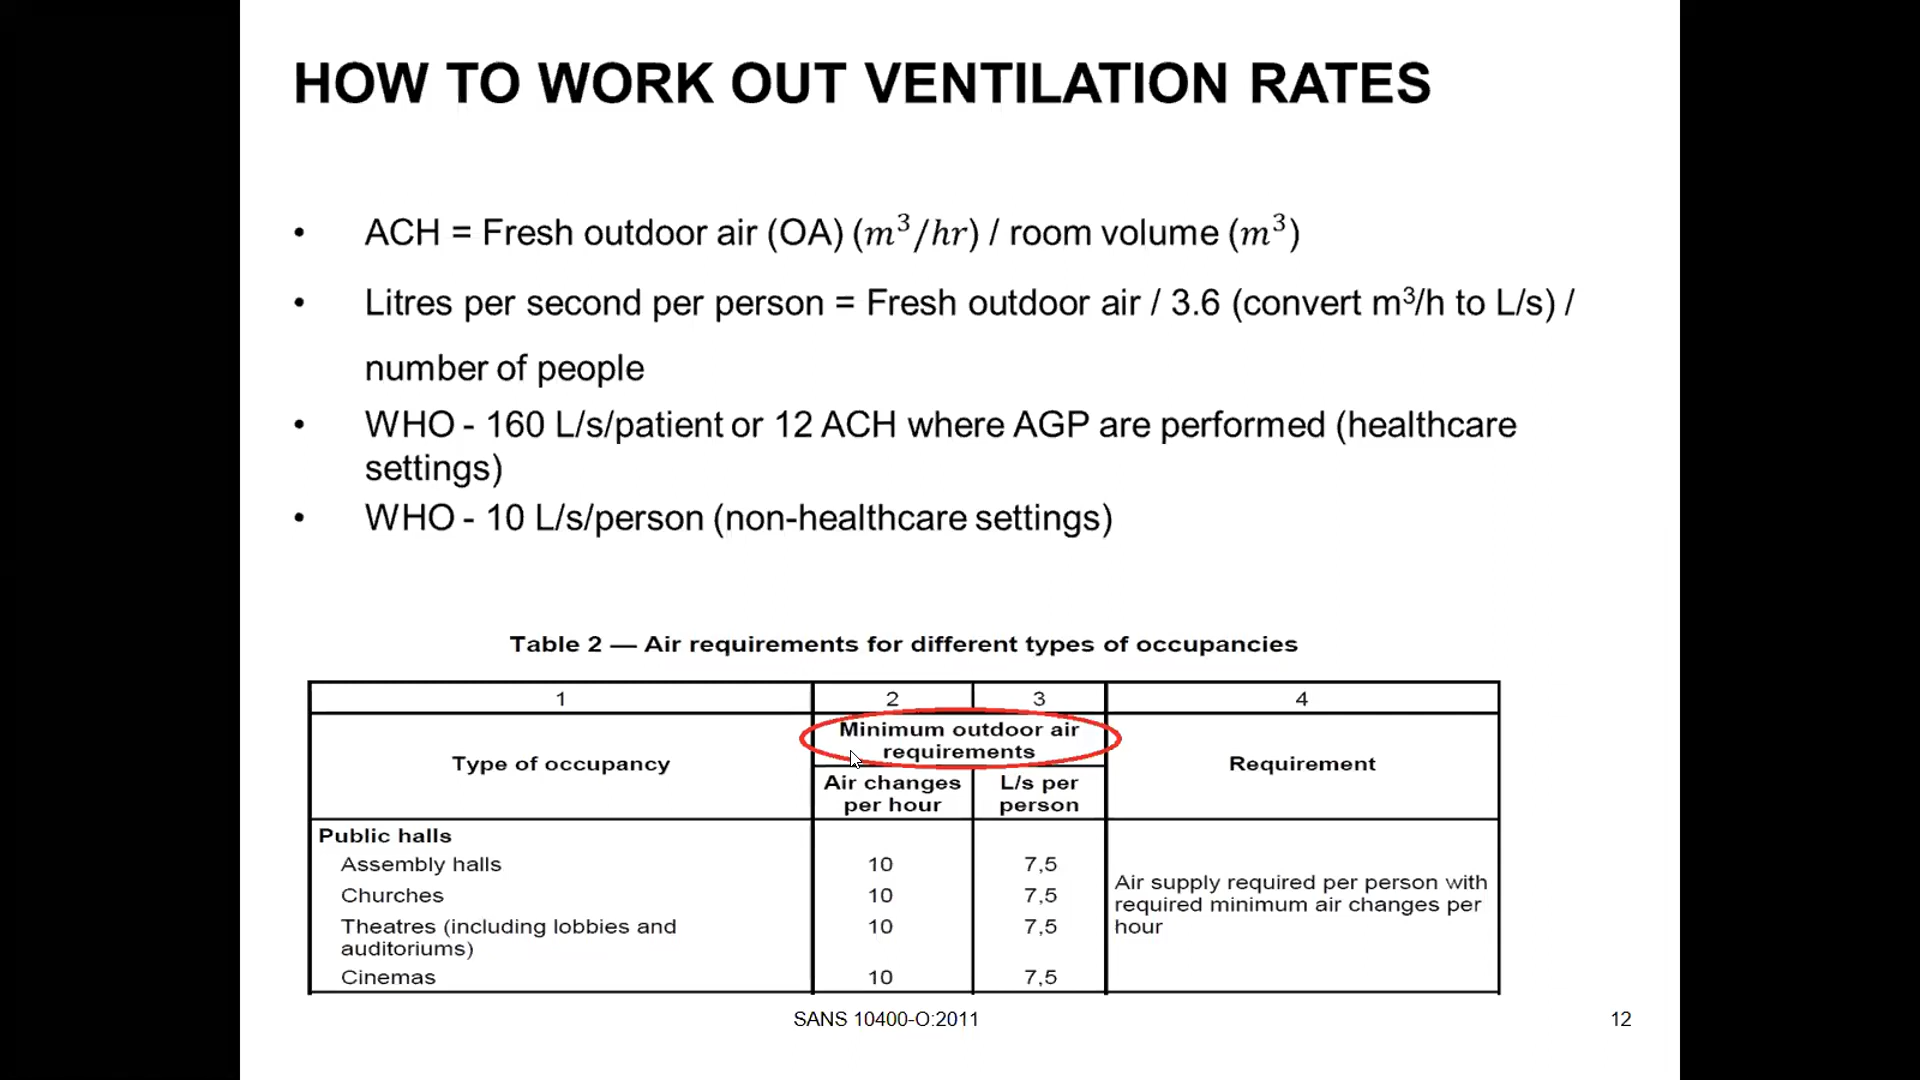 HOW TO WORK OUT VENTILATION RATES
• ACH = Fresh outdoor air (OA) (m³/hr) / room volume (m³)
• Litres per second per person = Fresh outdoor air / 3.6 (convert m³/h to L/s) /
number of people
• WHO - 160 L/s/patient or 12 ACH where AGP are performed (healthcare
settings)
• WHO - 10 L/s/person (non-healthcare settings)
Table 2 — Air requirements for different types of occupancies
1 2 3 4
Type of occupancy
Minimum outdoor air
requirements
Air changes
per hour
L/s per
person
Requirement
Public halls
Assembly halls 10 7,5
Churches 10 7,5
Theatres (including lobbies and 10 7,5
auditoriums)
Cinemas 10 7,5
Air supply required per person with
required minimum air changes per
hour
SANS 10400-O:2011
12